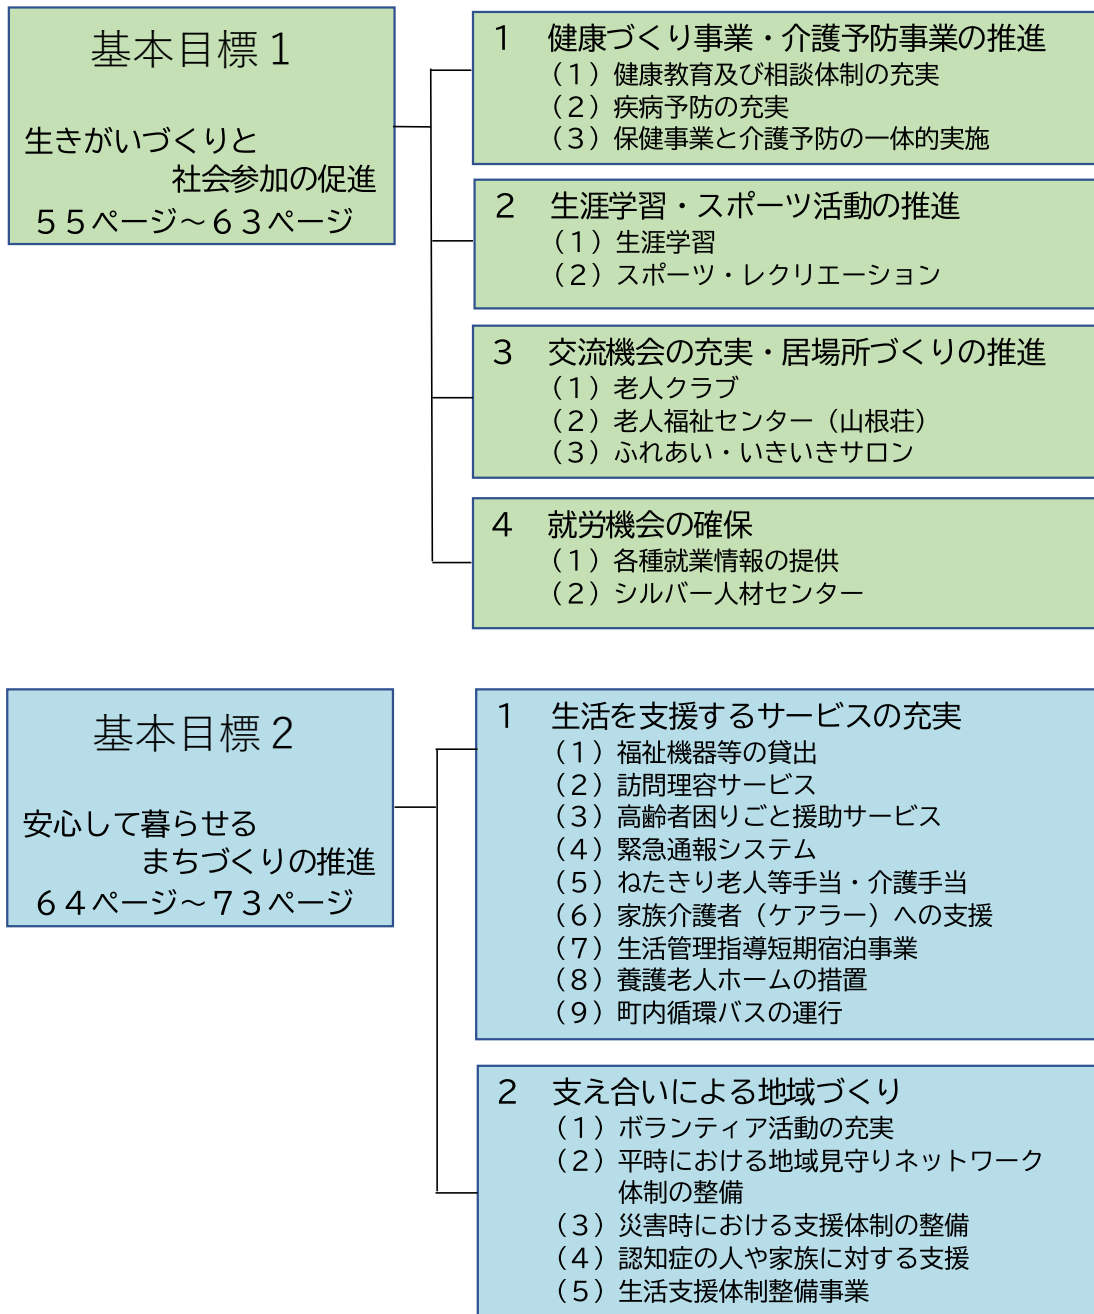 基本目標１
生きがいづくりと
社会参加の促進
５５ページ～６３ページ
１　健康づくり事業・介護予防事業の推進
（１）健康教育及び相談体制の充実
（２）疾病予防の充実
（３）保健事業と介護予防の一体的実施
２　生涯学習・スポーツ活動の推進
（１）生涯学習
（２）スポーツ・レクリエーション
３　交流機会の充実・居場所づくりの推進
（１）老人クラブ
（２）老人福祉センター（山根荘）
（３）ふれあい・いきいきサロン
４　就労機会の確保
（１）各種就業情報の提供
（２）シルバー人材センター
基本目標２
安心して暮らせる
まちづくりの推進
６４ページ～７３ページ
１　生活を支援するサービスの充実
（１）福祉機器等の貸出
（２）訪問理容サービス
（３）高齢者困りごと援助サービス
（４）緊急通報システム
（５）ねたきり老人等手当・介護手当
（６）家族介護者（ケアラー）への支援
（７）生活管理指導短期宿泊事業
（８）養護老人ホームの措置
（９）町内循環バスの運行
２　支え合いによる地域づくり
（１）ボランティア活動の充実
（２）平時における地域見守りネットワーク
体制の整備
（３）災害時における支援体制の整備
（４）認知症の人や家族に対する支援
（５）生活支援体制整備事業